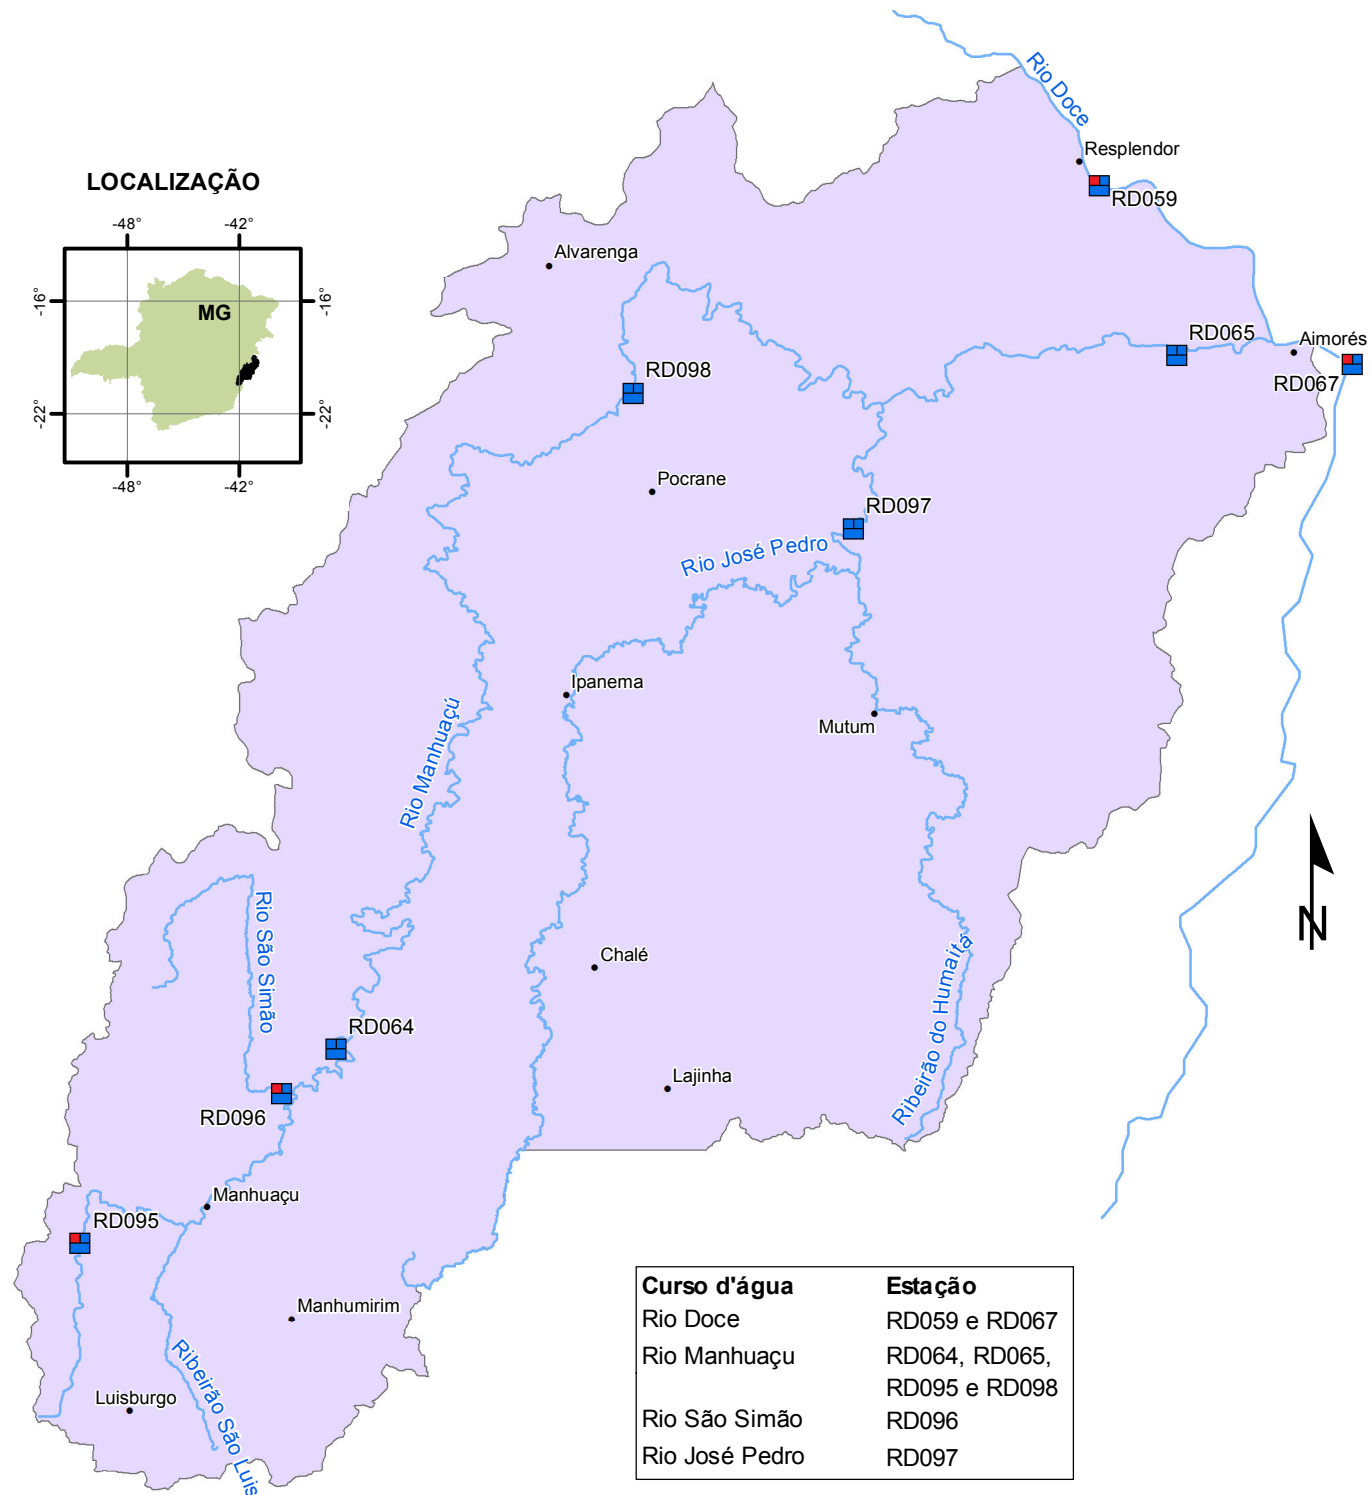 Rio Doce
Resplendor
RD059
LOCALIZAÇÃO
-48°
-42°
-16°
-16°
MG
-22°
-22°
-48°
-42°
Alvarenga
RD098
RD065
Aimorés
RD067
Pocrane
RD097
Rio José Pedro
Ipanema
Mutum
Rio Manhuaçú
Rio São Simão
Chalé
Ribeirão do Humaitá
N
RD064
Lajinha
RD096
Manhuaçu
RD095
Manhumirim
Luisburgo
Ribeirão São Luis
Curso d'água Estação
Rio Doce RD059 e RD067
Rio Manhuaçu RD064, RD065,
RD095 e RD098
Rio São Simão RD096
Rio José Pedro RD097